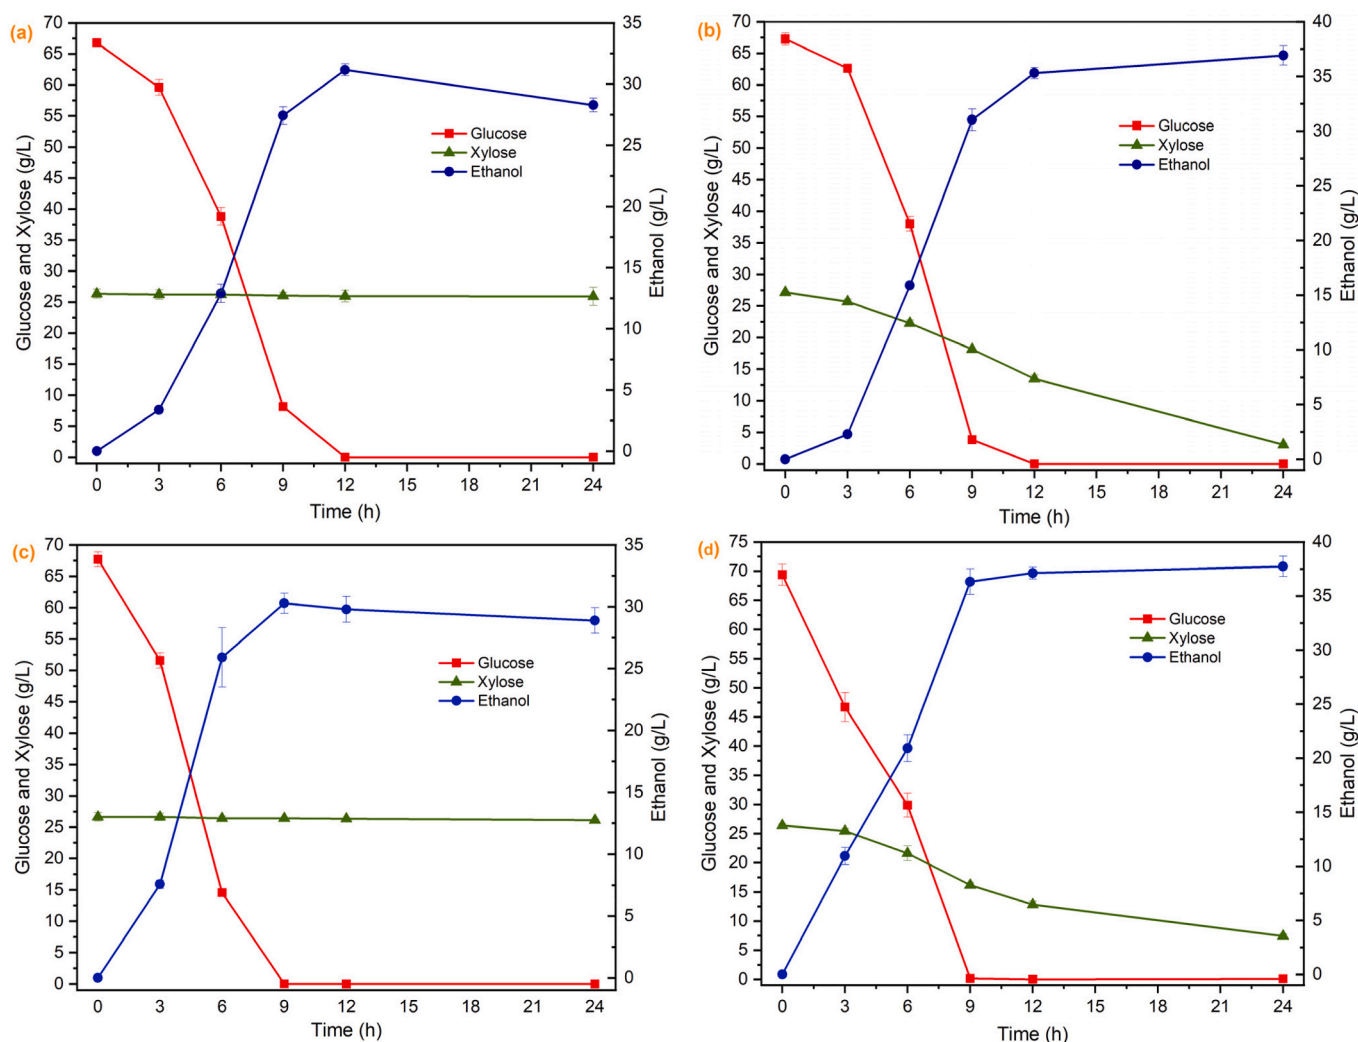 (a)
70
65
60
55
50
45
40
35
30
25
20
15
10
5
0
Glucose and Xylose (g/L)
0 3 6 9 12 15 18 21 24
Time (h)
35
30
25
20
15
10
5
0
Ethanol (g/L)
Glucose
Xylose
Ethanol
(b)
70
65
60
55
50
45
40
35
30
25
20
15
10
5
0
Glucose and Xylose (g/L)
0 3 6 9 12 15 18 21 24
Time (h)
40
35
30
25
20
15
10
5
0
Ethanol (g/L)
Glucose
Xylose
Ethanol
(c)
70
65
60
55
50
45
40
35
30
25
20
15
10
5
0
Glucose and Xylose (g/L)
0 3 6 9 12 15 18 21 24
Time (h)
35
30
25
20
15
10
5
0
Ethanol (g/L)
Glucose
Xylose
Ethanol
(d)
75
70
65
60
55
50
45
40
35
30
25
20
15
10
5
0
Glucose and Xylose (g/L)
0 3 6 9 12 15 18 21 24
Time (h)
40
35
30
25
20
15
10
5
0
Ethanol (g/L)
Glucose
Xylose
Ethanol